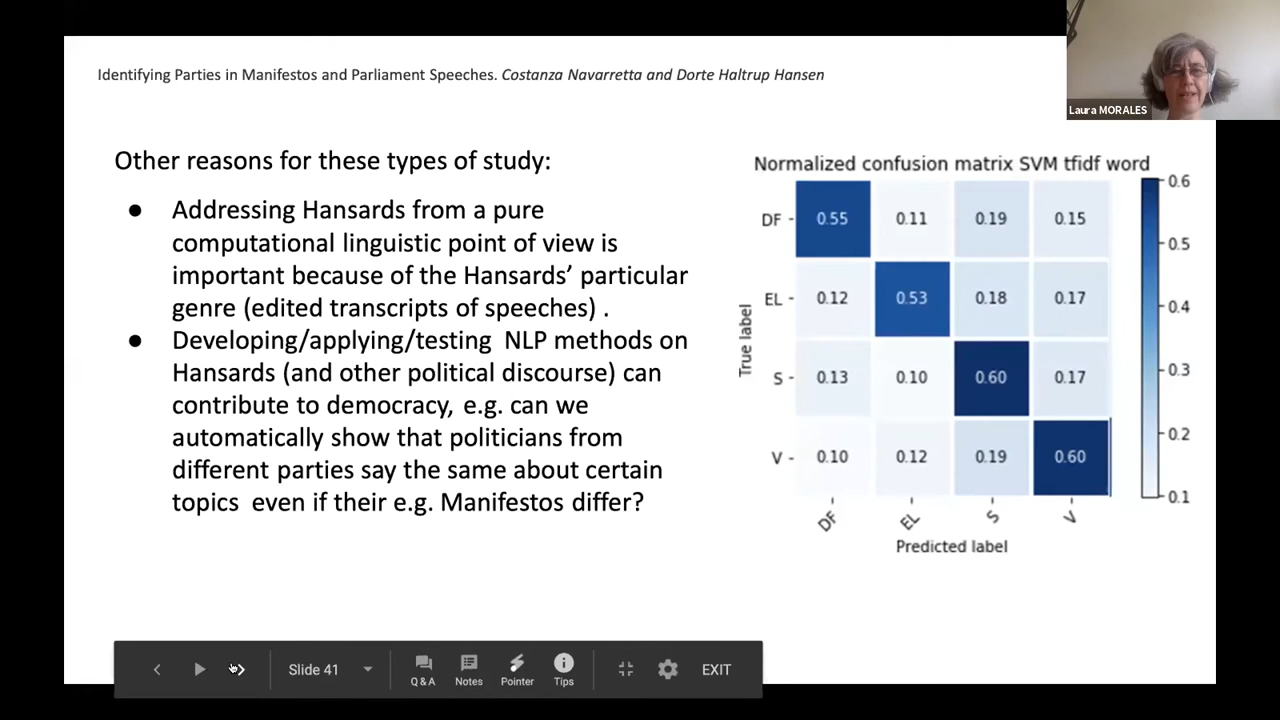 Identifying Parties in Manifestos and Parliament Speeches. Costanza Navarretta and Dorte Haltrup Hansen
Laura MORALES
Other reasons for these types of study:
● Addressing Hansards from a pure
computational linguistic point of view is
important because of the Hansards’ particular
genre (edited transcripts of speeches) .
● Developing/applying/testing NLP methods on
Hansards (and other political discourse) can
contribute to democracy, e.g. can we
automatically show that politicians from
different parties say the same about certain
topics even if their e.g. Manifestos differ?
Normalized confusion matrix SVM tfidf word
True label
DF 0.55 0.11 0.19 0.15
EL 0.12 0.53 0.18 0.17
S 0.13 0.10 0.60 0.17
V 0.10 0.12 0.19 0.60
DF EL S V
Predicted label
0.6
0.5
0.4
0.3
0.2
0.1
Slide 41
Q & A
Notes
Pointer
Tips
EXIT